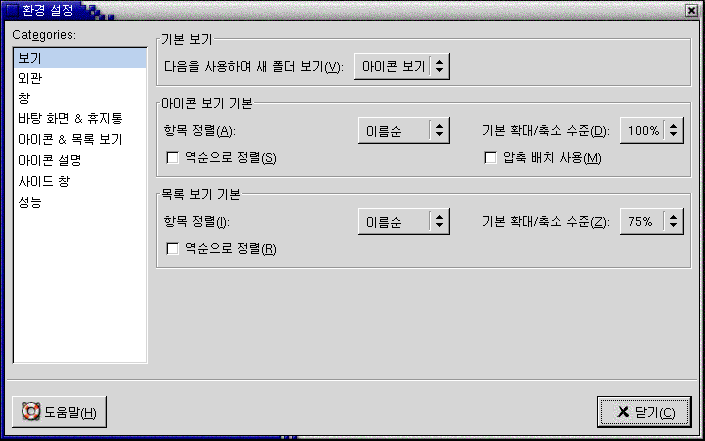 환경 설정
Categories:
보기
외관
창
바탕 화면 & 휴지통
아이콘 & 목록 보기
아이콘 설명
사이드 창
성능
기본 보기
다음을 사용하여 새 폴더 보기(V): 아이콘 보기
아이콘 보기 기본
항목 정렬(A): 이름순 기본 확대/축소 수준(D): 100%
역순으로 정렬(S) 압축 배치 사용(M)
목록 보기 기본
항목 정렬(I): 이름순 기본 확대/축소 수준(Z): 75%
역순으로 정렬(R)
도움말(H) 닫기(C)